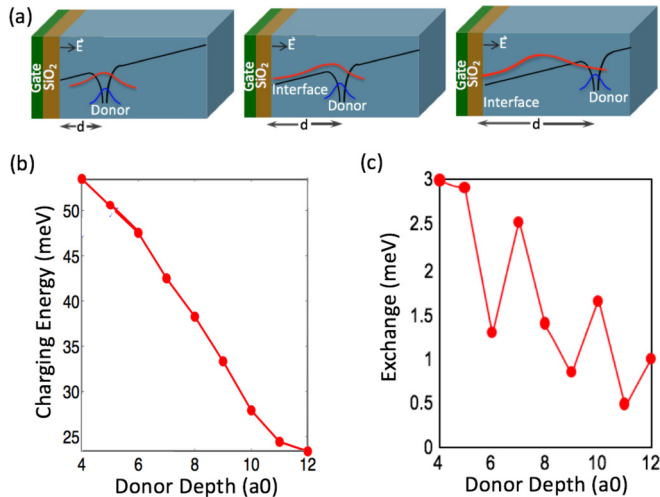 (a)
Gate
SiO2
E
Donor
d
Gate
SiO2
E
Interface
Donor
d
Gate
SiO2
E
Interface
Donor
d
(b)
Charging Energy (meV)
50
45
40
35
30
25
4 6 8 10 12
Donor Depth (a0)
(c)
Exchange (meV)
3
2.5
2
1.5
1
0.5
0
4 6 8 10 12
Donor Depth (a0)